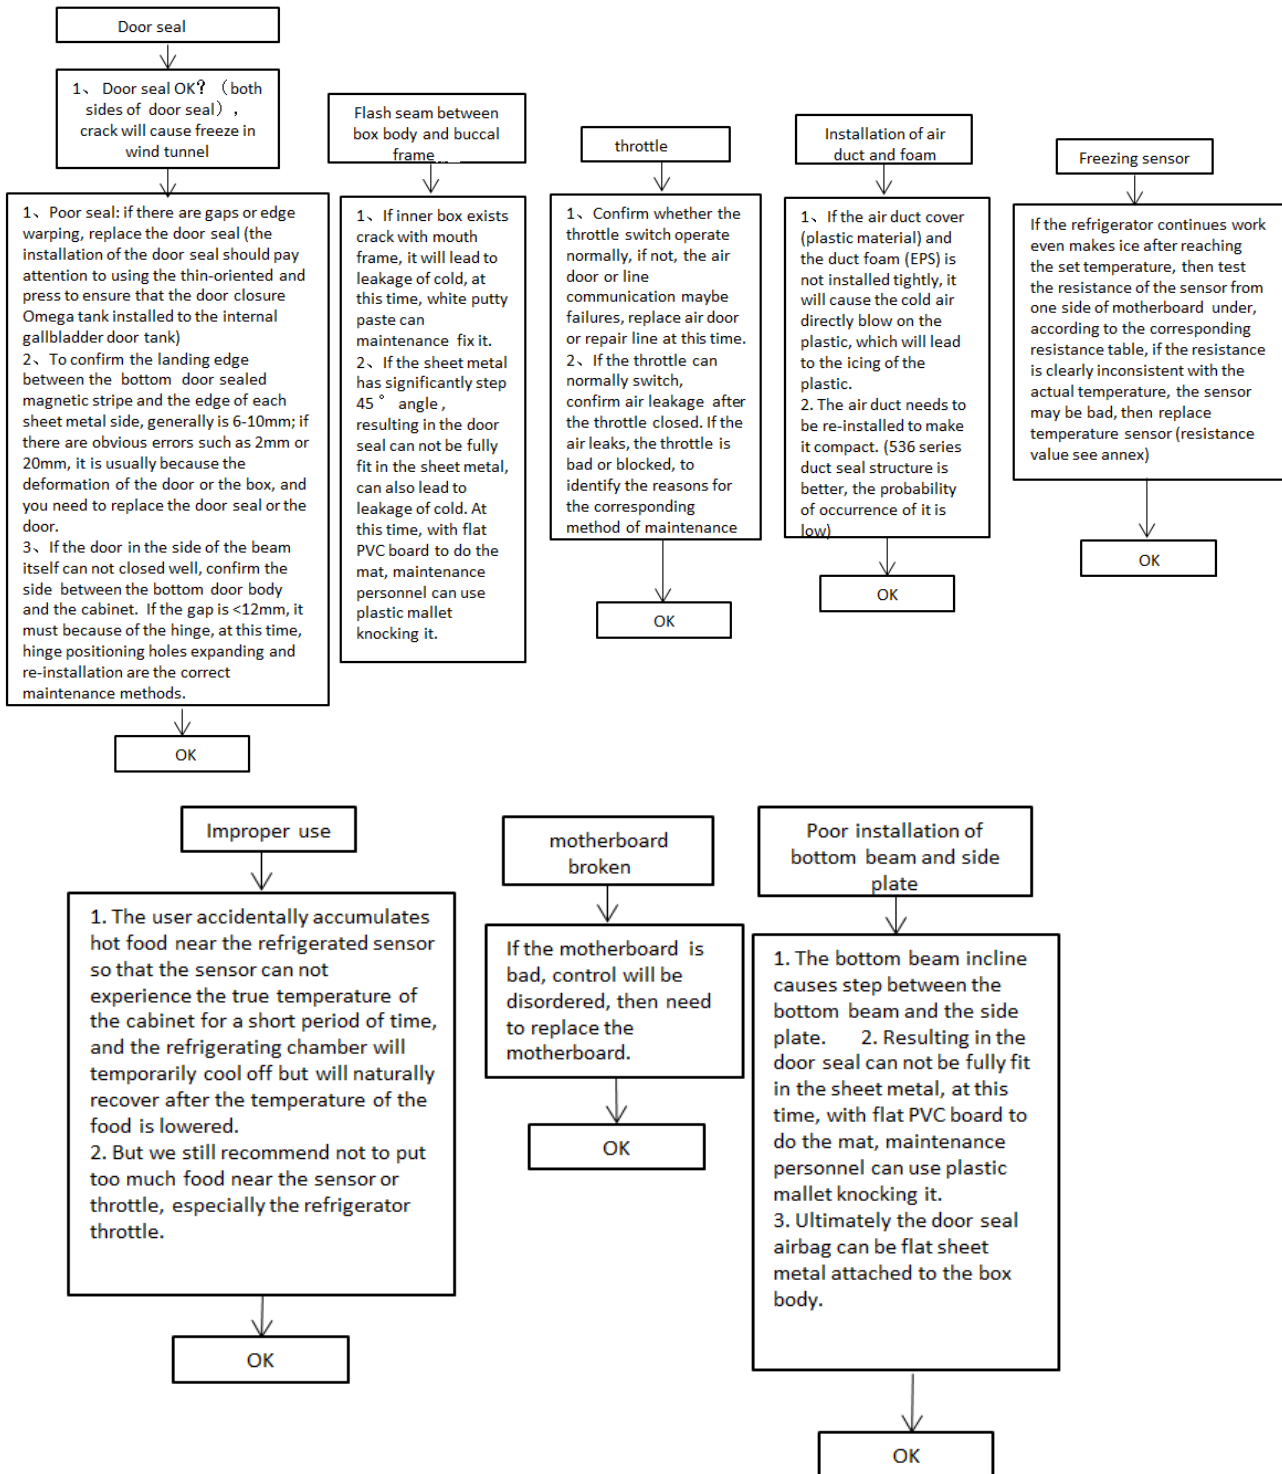 Door seal
1、Door seal OK？（both
sides of door seal），
crack will cause freeze in
wind tunnel
1、Poor seal: if there are gaps or edge
warping, replace the door seal (the
installation of the door seal should pay
attention to using the thin-oriented and
press to ensure that the door closure
Omega tank installed to the internal
gallbladder door tank)
2、To confirm the landing edge
between the bottom door sealed
magnetic stripe and the edge of each
sheet metal side, generally is 6-10mm; if
there are obvious errors such as 2mm or
20mm, it is usually because the
deformation of the door or the box, and
you need to replace the door seal or the
door.
3、If the door in the side of the beam
itself can not closed well, confirm the
side between the bottom door body
and the cabinet. If the gap is <12mm, it
must because of the hinge, at this time,
hinge positioning holes expanding and
re-installation are the correct
maintenance methods.
OK
Flash seam between
box body and buccal
frame
1、If inner box exists
crack with mouth
frame, it will lead to
leakage of cold, at
this time, white putty
paste can
maintenance fix it.
2、If the sheet metal
has significantly step
45° angle,
resulting in the door
seal can not be fully
fit in the sheet metal,
can also lead to
leakage of cold. At
this time, with flat
PVC board to do the
mat, maintenance
personnel can use
plastic mallet
knocking it.
throttle
1、Confirm whether the
throttle switch operate
normally, if not, the air
door or line
communication maybe
failures, replace air door
or repair line at this time.
2、If the throttle can
normally switch,
confirm air leakage after
the throttle closed. If the
air leaks, the throttle is
bad or blocked, to
identify the reasons for
the corresponding
method of maintenance
OK
Installation of air
duct and foam
1、If the air duct cover
(plastic material) and
the duct foam (EPS) is
not installed tightly, it
will cause the cold air
directly blow on the
plastic, which will lead
to the icing of the
plastic.
2. The air duct needs to
be re-installed to make
it compact. (536 series
duct seal structure is
better, the probability
of occurrence of it is
low)
OK
Freezing sensor
If the refrigerator continues work
even makes ice after reaching
the set temperature, then test
the resistance of the sensor from
one side of motherboard under,
according to the corresponding
resistance table, if the resistance
is clearly inconsistent with the
actual temperature, the sensor
may be bad, then replace
temperature sensor (resistance
value see annex)
OK
Improper use
1. The user accidentally accumulates
hot food near the refrigerated sensor
so that the sensor can not
experience the true temperature of
the cabinet for a short period of time,
and the refrigerating chamber will
temporarily cool off but will naturally
recover after the temperature of the
food is lowered.
2. But we still recommend not to put
too much food near the sensor or
throttle, especially the refrigerator
throttle.
OK
motherboard
broken
If the motherboard is
bad, control will be
disordered, then need
to replace the
motherboard.
OK
Poor installation of
bottom beam and side
plate
1. The bottom beam incline
causes step between the
bottom beam and the side
plate. 2. Resulting in the
door seal can not be fully fit
in the sheet metal, at this
time, with flat PVC board to
do the mat, maintenance
personnel can use plastic
mallet knocking it.
3. Ultimately the door seal
airbag can be flat sheet
metal attached to the box
body.
OK